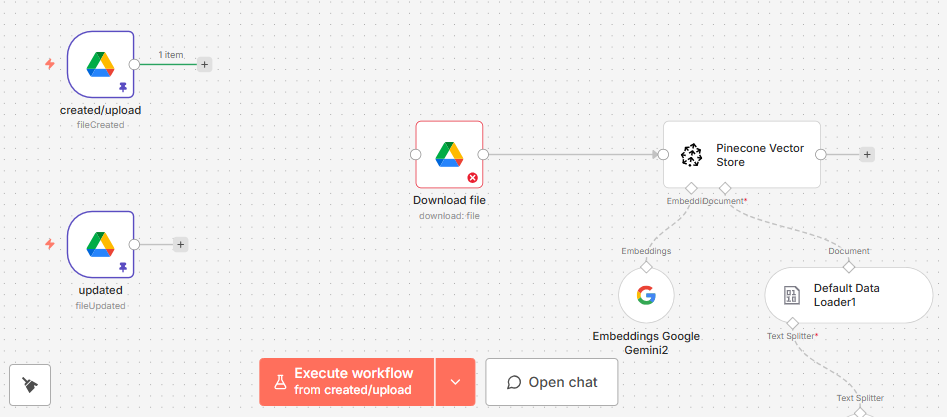 1 item
created/upload
fileCreated
Download file
download: file
Pinecone Vector
Store
Embeddi
Document*
updated
fileUpdated
Embeddings
Document
Embeddings Google
Gemini2
Default Data
Loader1
Text Splitter*
Execute workflow
from created/upload
Open chat
Text Splitter